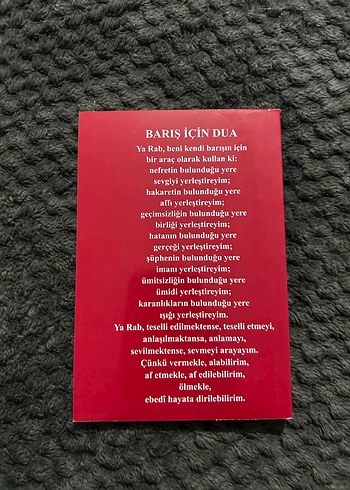 BARIŞ İÇİN DUA
Ya Rab, beni kendi barışın için
bir araç olarak kullan ki:
nefretin bulunduğu yere
sevgiyi yerleştireyim;
hakaretin bulunduğu yere
affı yerleştireyim;
geçimsizliğin bulunduğu yere
birliği yerleştireyim;
hatanın bulunduğu yere
gerçeği yerleştireyim;
şüphenin bulunduğu yere
imanı yerleştireyim;
ümitsizliğin bulunduğu yere
ümidi yerleştireyim;
karanlıkların bulunduğu yere
ışığı yerleştireyim.
Ya Rab, teselli edilmektense, teselli etmeyi,
anlaşılmaktansa, anlamayı,
sevilmektense, sevmeyi arayayım.
Çünkü vermekle, alabilirim,
af etmekle, af edilebilirim,
ölmekle,
ebedî hayata dirilebilirim.